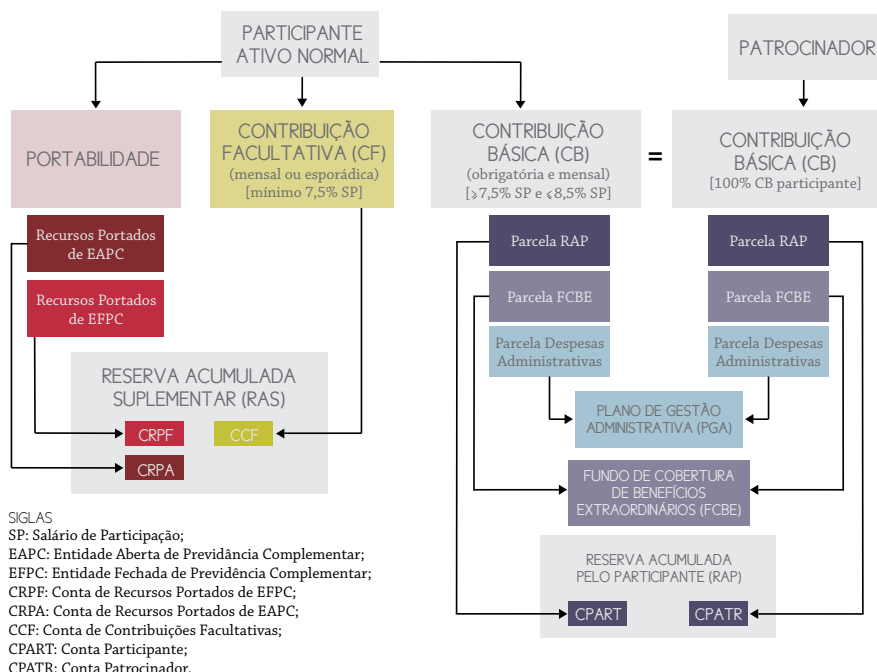 PARTICIPANTE
ATIVO NORMAL
PATROCINADOR
PORTABILIDADE
CONTRIBUIÇÃO
FACULTATIVA (CF)
(mensal ou esporádica)
[mínimo 7,5% SP]
CONTRIBUIÇÃO
BÁSICA (CB)
(obrigatória e mensal)
[⩾7,5% SP e ⩽8,5% SP]
=
CONTRIBUIÇÃO
BÁSICA (CB)
[100% CB participante]
Recursos Portados
de EAPC
Recursos Portados
de EFPC
Parcela RAP
Parcela FCBE
Parcela Despesas
Administrativas
Parcela RAP
Parcela FCBE
Parcela Despesas
Administrativas
RESERVA ACUMULADA
SUPLEMENTAR (RAS)
CRPF
CCF
CRPA
PLANO DE GESTÃO
ADMINISTRATIVA (PGA)
FUNDO DE COBERTURA
DE BENEFÍCIOS
EXTRAORDINÁRIOS (FCBE)
RESERVA ACUMULADA
PELO PARTICIPANTE (RAP)
CPART
CPATR
SIGLAS
SP: Salário de Participação;
EAPC: Entidade Aberta de Previdância Complementar;
EFPC: Entidade Fechada de Previdência Complementar;
CRPF: Conta de Recursos Portados de EFPC;
CRPA: Conta de Recursos Portados de EAPC;
CCF: Conta de Contribuições Facultativas;
CPART: Conta Participante;
CPATR: Conta Patrocinador.